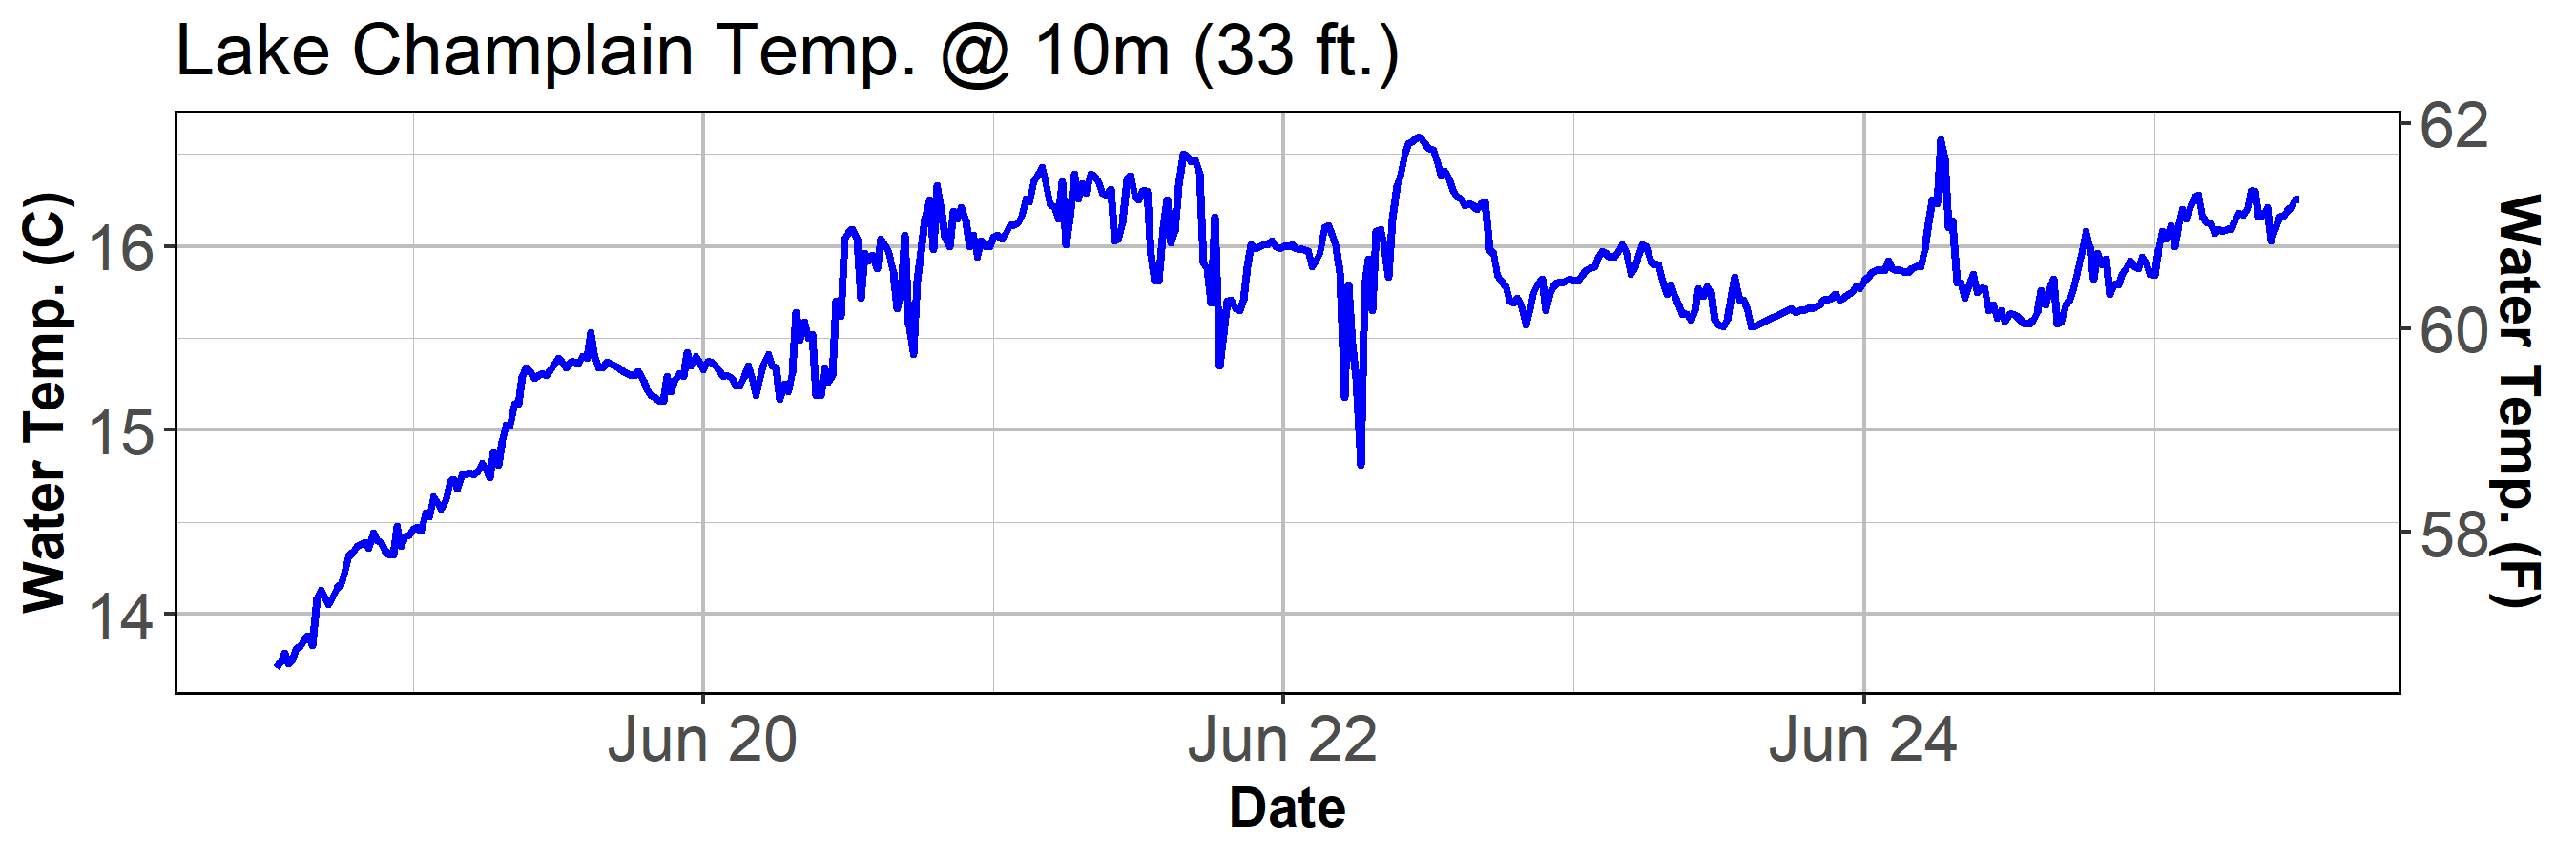 Lake Champlain Temp. @ 10m (33 ft.)
Water Temp. (C)
16
15
14
62
60
58
Water Temp. (F)
Jun 20
Jun 22
Jun 24
Date